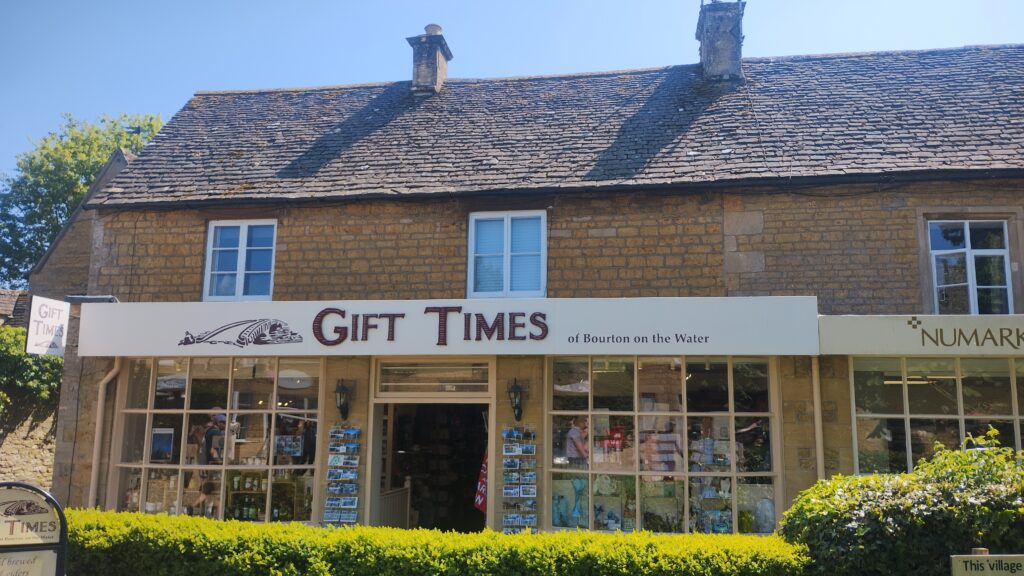 GIFT TIMES of Bourton on the Water
GIFT
TIMES
NUMARK
TIMES
This village